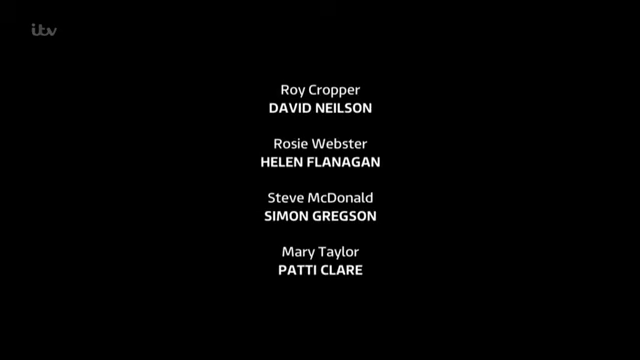 itv
Roy Cropper
DAVID NEILSON
Rosie Webster
HELEN FLANAGAN
Steve McDonald
SIMON GREGSON
Mary Taylor
PATTI CLARE